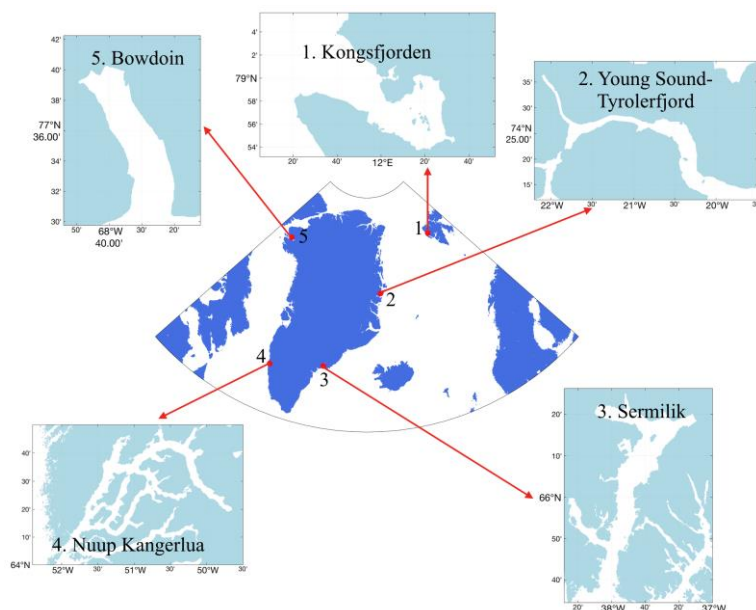 5. Bowdoin
42'
40'
38'
77°N
36.00'
34'
32'
30'
50'
68°W
40.00'
30'
20'
1. Kongsfjorden
4'
2'
79°N
58'
56'
54'
20'
40'
12°E
20'
40'
2. Young Sound-
Tyrolerfjord
35'
30'
74°N
25.00'
20'
15'
22°W
30'
21°W
30'
20°W
5
1
2
4
3
4. Nuup Kangerlua
40'
30'
20'
10'
64°N
52°W
30'
51°W
30'
50°W
30'
3. Sermilik
20'
10'
66°N
50'
40'
20'
38°W
40'
20'
37°W